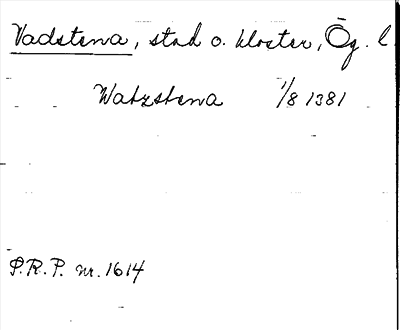 Vadstena, stad o. kloster, Ög. l.
Watzstena 1/8 1381
P.R.P. nr. 1614